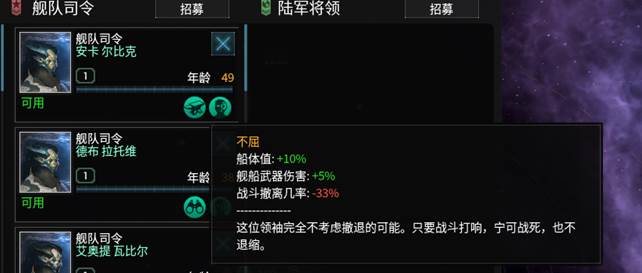 舰队司令 招募
陆军将领 招募
舰队司令
安卡 尔比克
1 年龄 49
可用
舰队司令
德布 拉托维
1 年龄 38
可用
舰队司令
艾奥提 瓦比尔
不屈
船体值: +10%
舰船武器伤害: +5%
战斗撤离几率: -33%
--------------
这位领袖完全不考虑撤退的可能。只要战斗打响，宁可战死，也不
退缩。